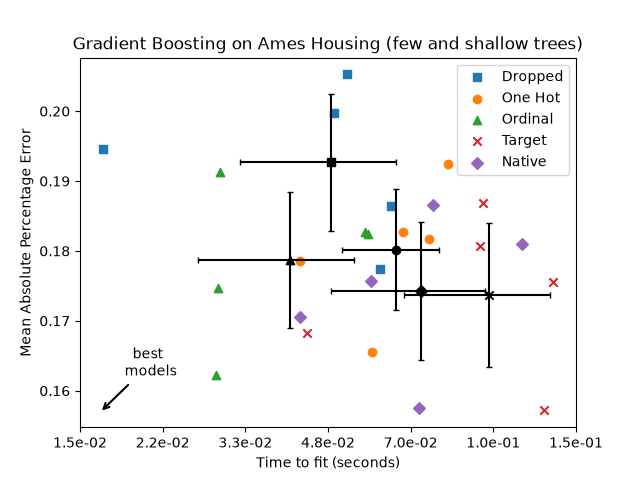 Gradient Boosting on Ames Housing (few and shallow trees)
Dropped
One Hot
Ordinal
Target
Native
Mean Absolute Percentage Error
0.20
0.19
0.18
0.17
0.16
best
models
1.5e-02
2.2e-02
3.3e-02
4.8e-02
7.0e-02
1.0e-01
1.5e-01
Time to fit (seconds)